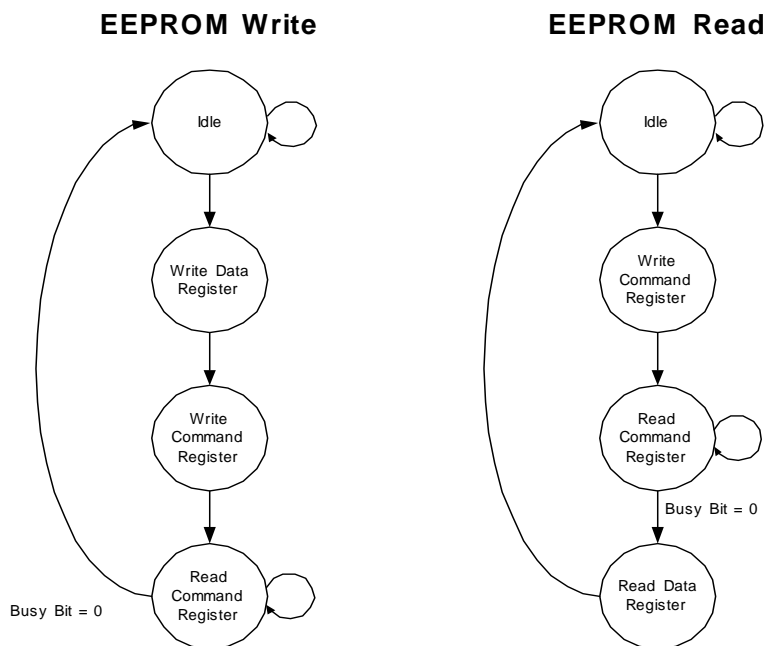 EEPROM Write
Idle
Write Data
Register
Write
Command
Register
Read
Command
Register
Busy Bit = 0
EEPROM Read
Idle
Write
Command
Register
Read
Command
Register
Busy Bit = 0
Read Data
Register